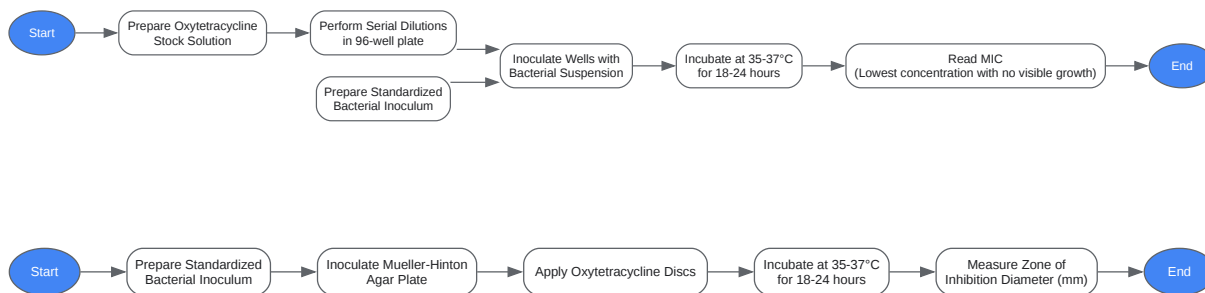 Start
Prepare Oxytetracycline
Stock Solution
Perform Serial Dilutions
in 96-well plate
Prepare Standardized
Bacterial Inoculum
Inoculate Wells with
Bacterial Suspension
Incubate at 35-37°C
for 18-24 hours
Read MIC
(Lowest concentration with no visible growth)
End
Start
Prepare Standardized
Bacterial Inoculum
Inoculate Mueller-Hinton
Agar Plate
Apply Oxytetracycline Discs
Incubate at 35-37°C
for 18-24 hours
Measure Zone of
Inhibition Diameter (mm)
End